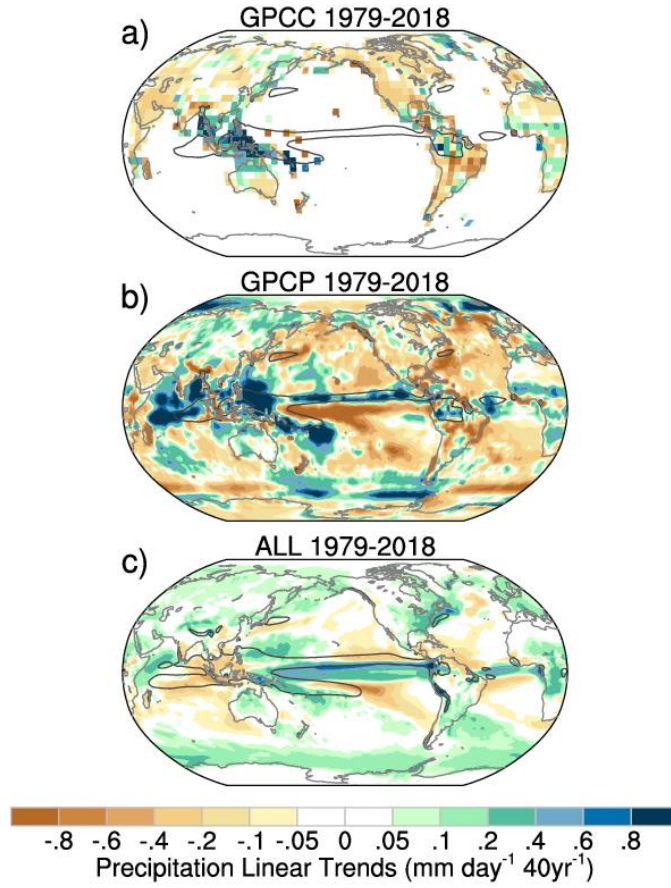 GPCC 1979-2018
a)
GPCP 1979-2018
b)
ALL 1979-2018
c)
-.8 -.6 -.4 -.2 -.1 -.05 0 .05 .1 .2 .4 .6 .8
Precipitation Linear Trends (mm day⁻¹ 40yr⁻¹)